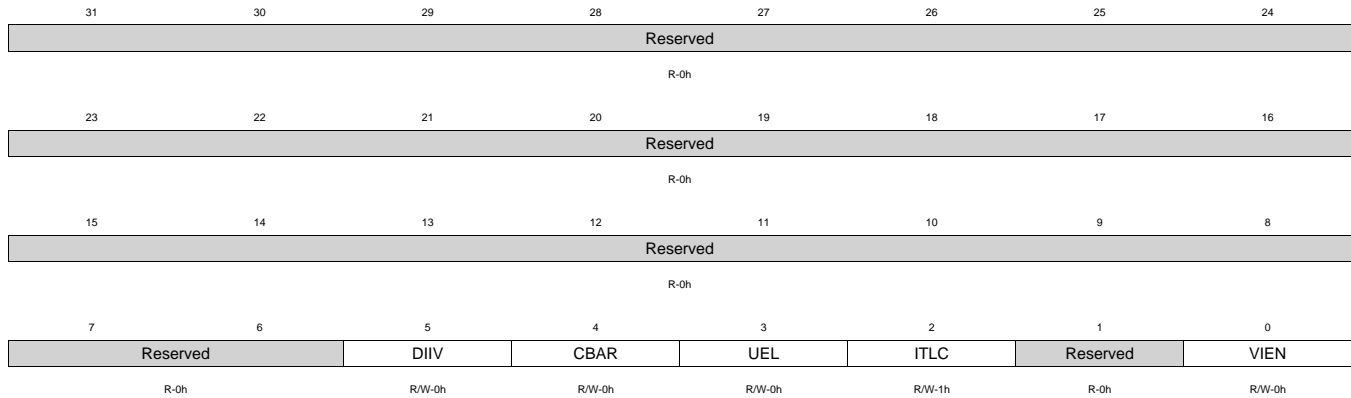 31 30 29 28 27 26 25 24
Reserved
R-0h
23 22 21 20 19 18 17 16
Reserved
R-0h
15 14 13 12 11 10 9 8
Reserved
R-0h
7 6 5 4 3 2 1 0
Reserved DIIV CBAR UEL ITLC Reserved VIEN
R-0h R/W-0h R/W-0h R/W-0h R/W-1h R-0h R/W-0h